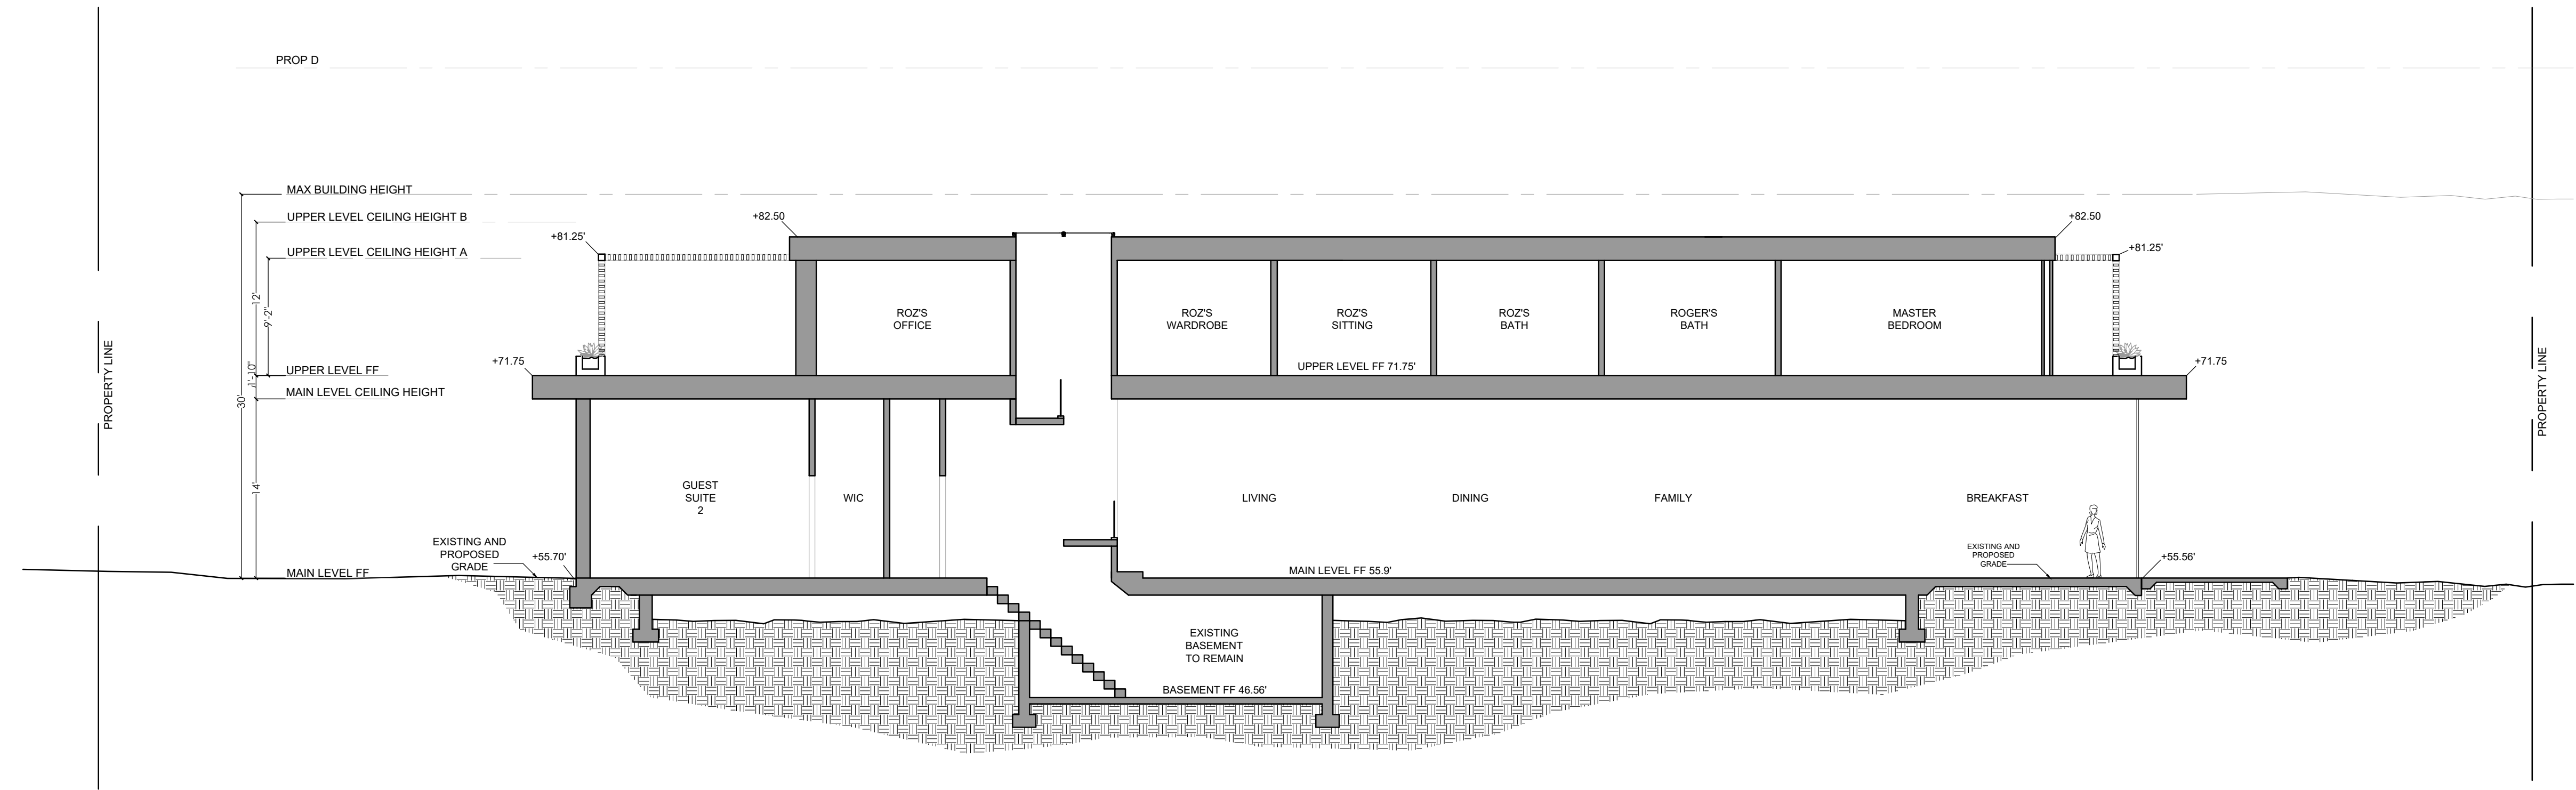 PROP D
MAX BUILDING HEIGHT
UPPER LEVEL CEILING HEIGHT B
+82.50
+82.50
+81.25'
+81.25'
UPPER LEVEL CEILING HEIGHT A
12'
9'-2"
ROZ'S
OFFICE
ROZ'S
WARDROBE
ROZ'S
SITTING
ROZ'S
BATH
ROGER'S
BATH
MASTER
BEDROOM
PROPERTY LINE
PROPERTY LINE
+71.75
+71.75
UPPER LEVEL FF
UPPER LEVEL FF 71.75'
1'-10"
MAIN LEVEL CEILING HEIGHT
30'
14'
GUEST
SUITE
2
WIC
LIVING
DINING
FAMILY
BREAKFAST
EXISTING AND
PROPOSED
GRADE
+55.70'
EXISTING AND
PROPOSED
GRADE
+55.56'
MAIN LEVEL FF
MAIN LEVEL FF 55.9'
EXISTING
BASEMENT
TO REMAIN
BASEMENT FF 46.56'